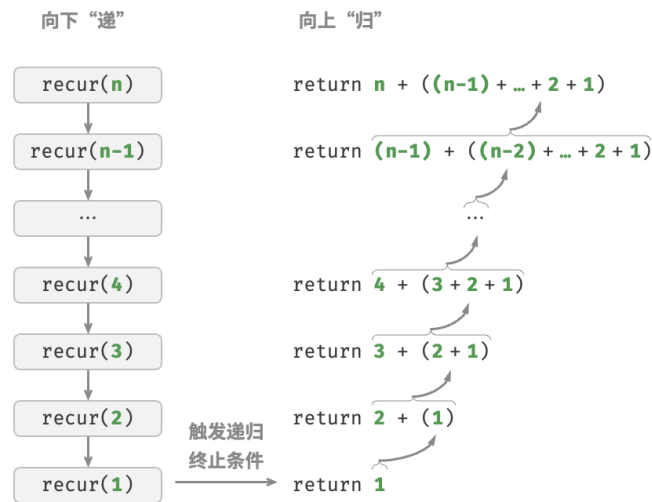 向下“递”
向上“归”
recur(n)
return n + ((n-1) + … + 2 + 1)
recur(n-1)
return (n-1) + ((n-2) + … + 2 + 1)
…
…
recur(4)
return 4 + (3 + 2 + 1)
recur(3)
return 3 + (2 + 1)
recur(2)
return 2 + (1)
触发递归
终止条件
recur(1)
return 1